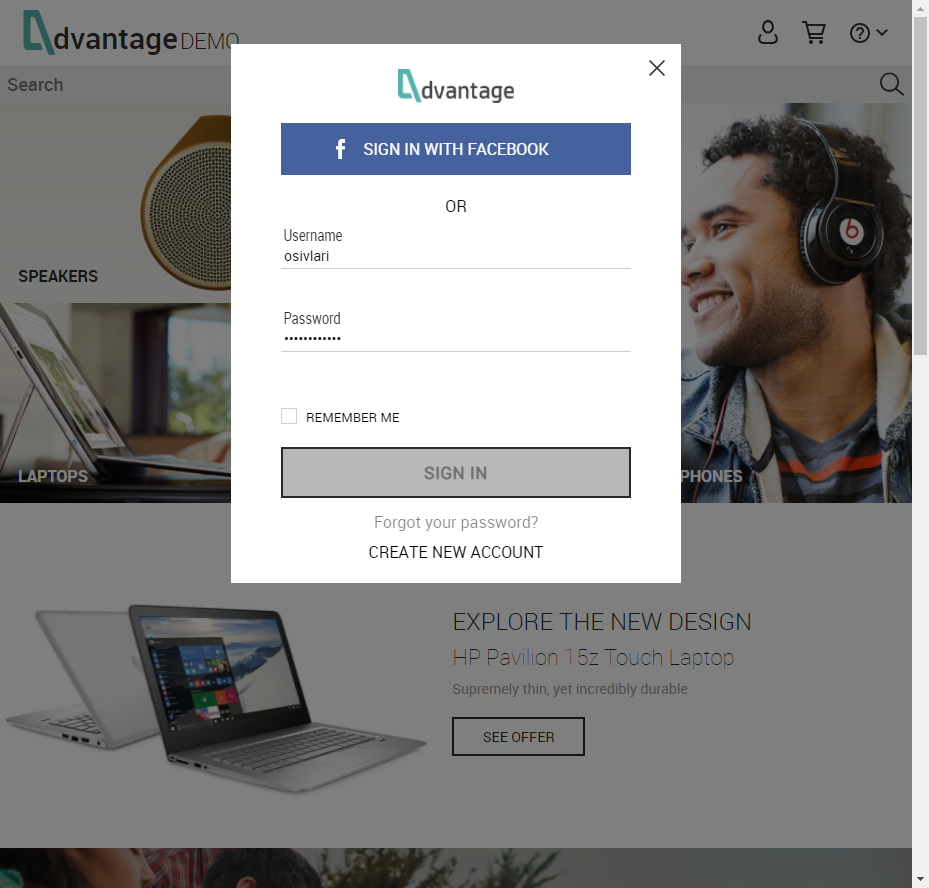 dvantage DEMO
Search
SPEAKERS
LAPTOPS
PHONES
dvantage
f SIGN IN WITH FACEBOOK
OR
Username
osivlari
Password
••••••••••••
REMEMBER ME
SIGN IN
Forgot your password?
CREATE NEW ACCOUNT
EXPLORE THE NEW DESIGN
HP Pavilion 15z Touch Laptop
Supremely thin, yet incredibly durable
SEE OFFER